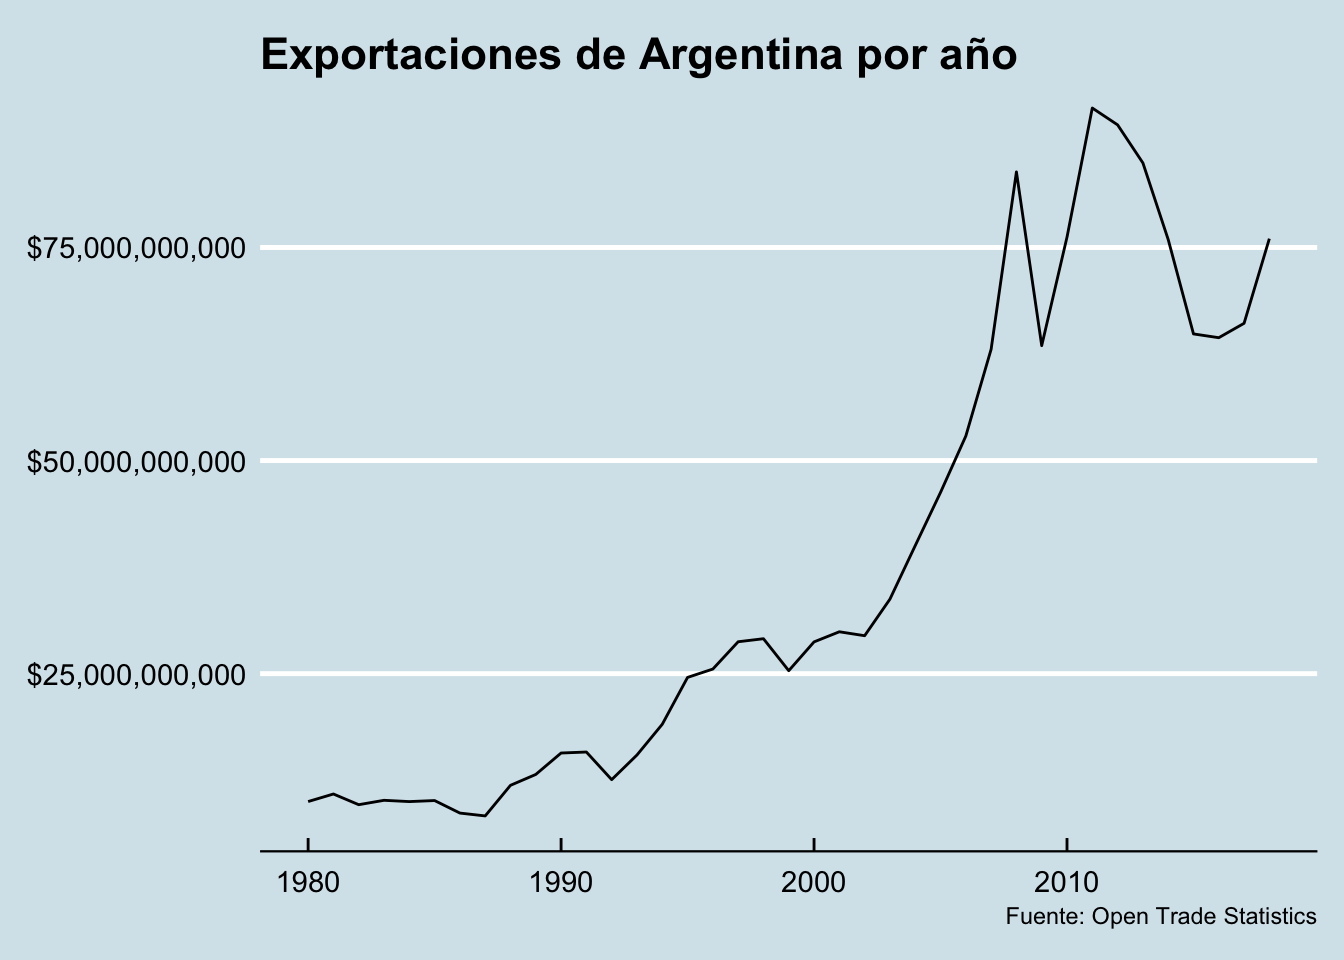 Exportaciones de Argentina por año
$75,000,000,000
$50,000,000,000
$25,000,000,000
1980 1990 2000 2010
Fuente: Open Trade Statistics